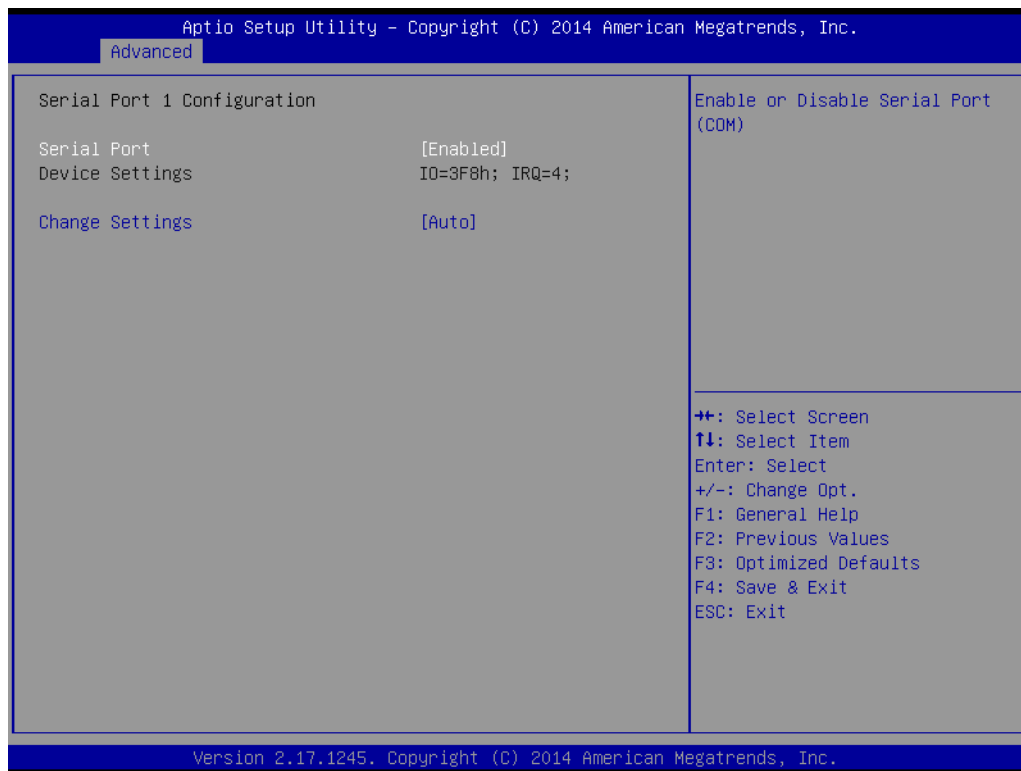 Aptio Setup Utility – Copyright (C) 2014 American Megatrends, Inc.
Advanced
Serial Port 1 Configuration
Serial Port [Enabled]
Device Settings IO=3F8h; IRQ=4;
Change Settings [Auto]
Enable or Disable Serial Port
(COM)
→←: Select Screen
↑↓: Select Item
Enter: Select
+/-: Change Opt.
F1: General Help
F2: Previous Values
F3: Optimized Defaults
F4: Save & Exit
ESC: Exit
Version 2.17.1245. Copyright (C) 2014 American Megatrends, Inc.